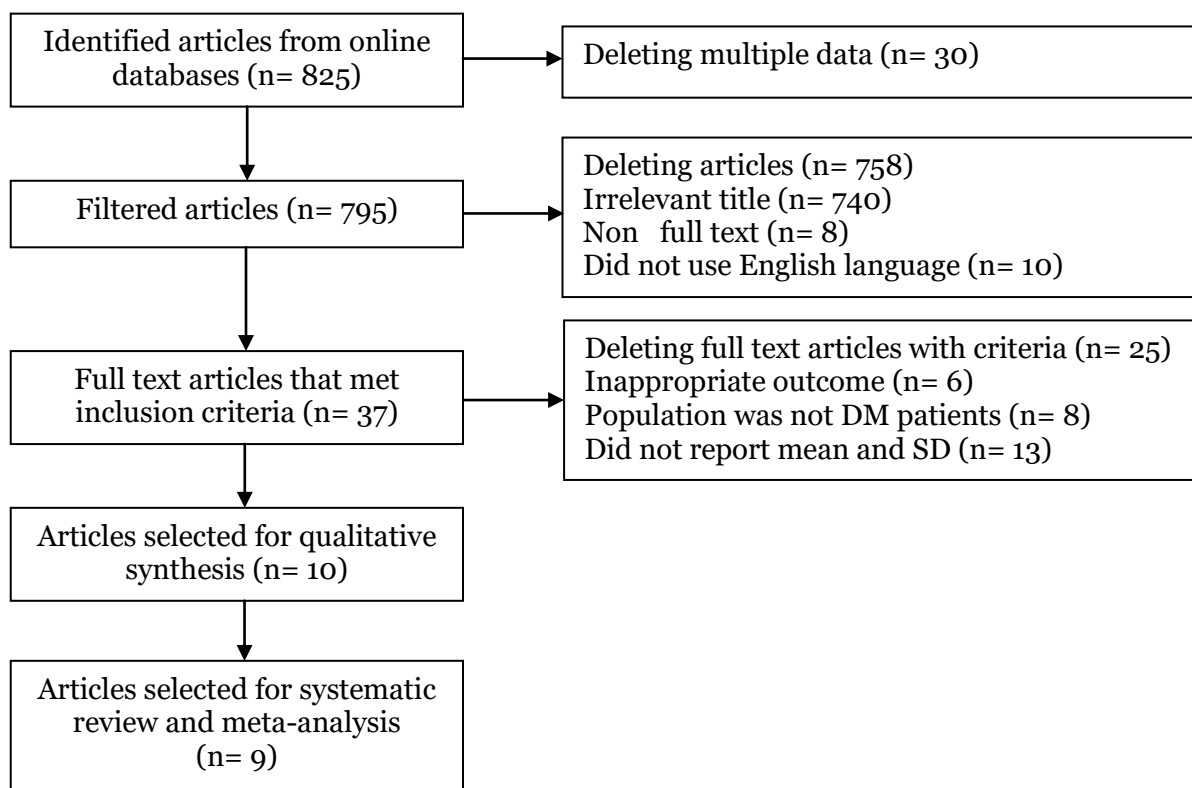 Identified articles from online
databases (n= 825)
Deleting multiple data (n= 30)
Filtered articles (n= 795)
Deleting articles (n= 758)
Irrelevant title (n= 740)
Non   full text (n= 8)
Did not use English language (n= 10)
Full text articles that met
inclusion criteria (n= 37)
Deleting full text articles with criteria (n= 25)
Inappropriate outcome (n= 6)
Population was not DM patients (n= 8)
Did not report mean and SD (n= 13)
Articles selected for qualitative
synthesis (n= 10)
Articles selected for systematic
review and meta-analysis
(n= 9)